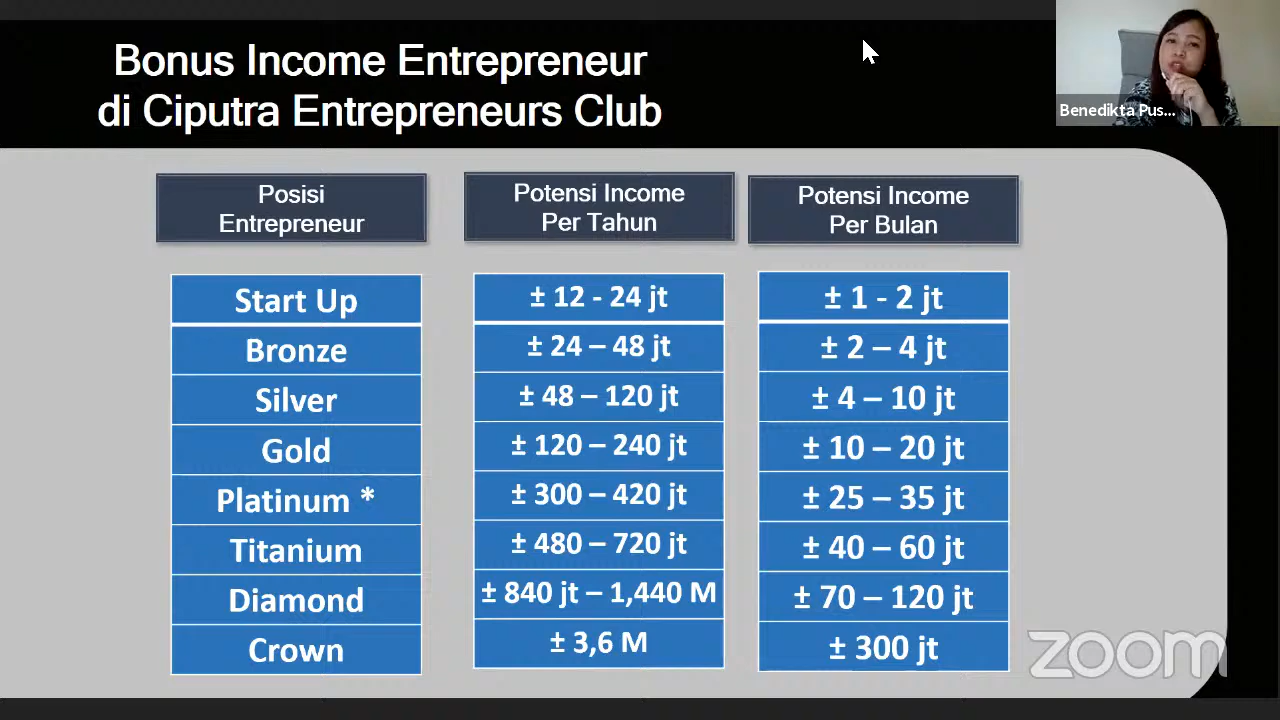 Bonus Income Entrepreneur
di Ciputra Entrepreneurs Club
Benedikta Pus...
Posisi
Entrepreneur
Potensi Income
Per Tahun
Potensi Income
Per Bulan
Start Up ± 12 - 24 jt ± 1 - 2 jt
Bronze ± 24 – 48 jt ± 2 – 4 jt
Silver ± 48 – 120 jt ± 4 – 10 jt
Gold ± 120 – 240 jt ± 10 – 20 jt
Platinum * ± 300 – 420 jt ± 25 – 35 jt
Titanium ± 480 – 720 jt ± 40 – 60 jt
Diamond ± 840 jt – 1,440 M ± 70 – 120 jt
Crown ± 3,6 M ± 300 jt
zoom